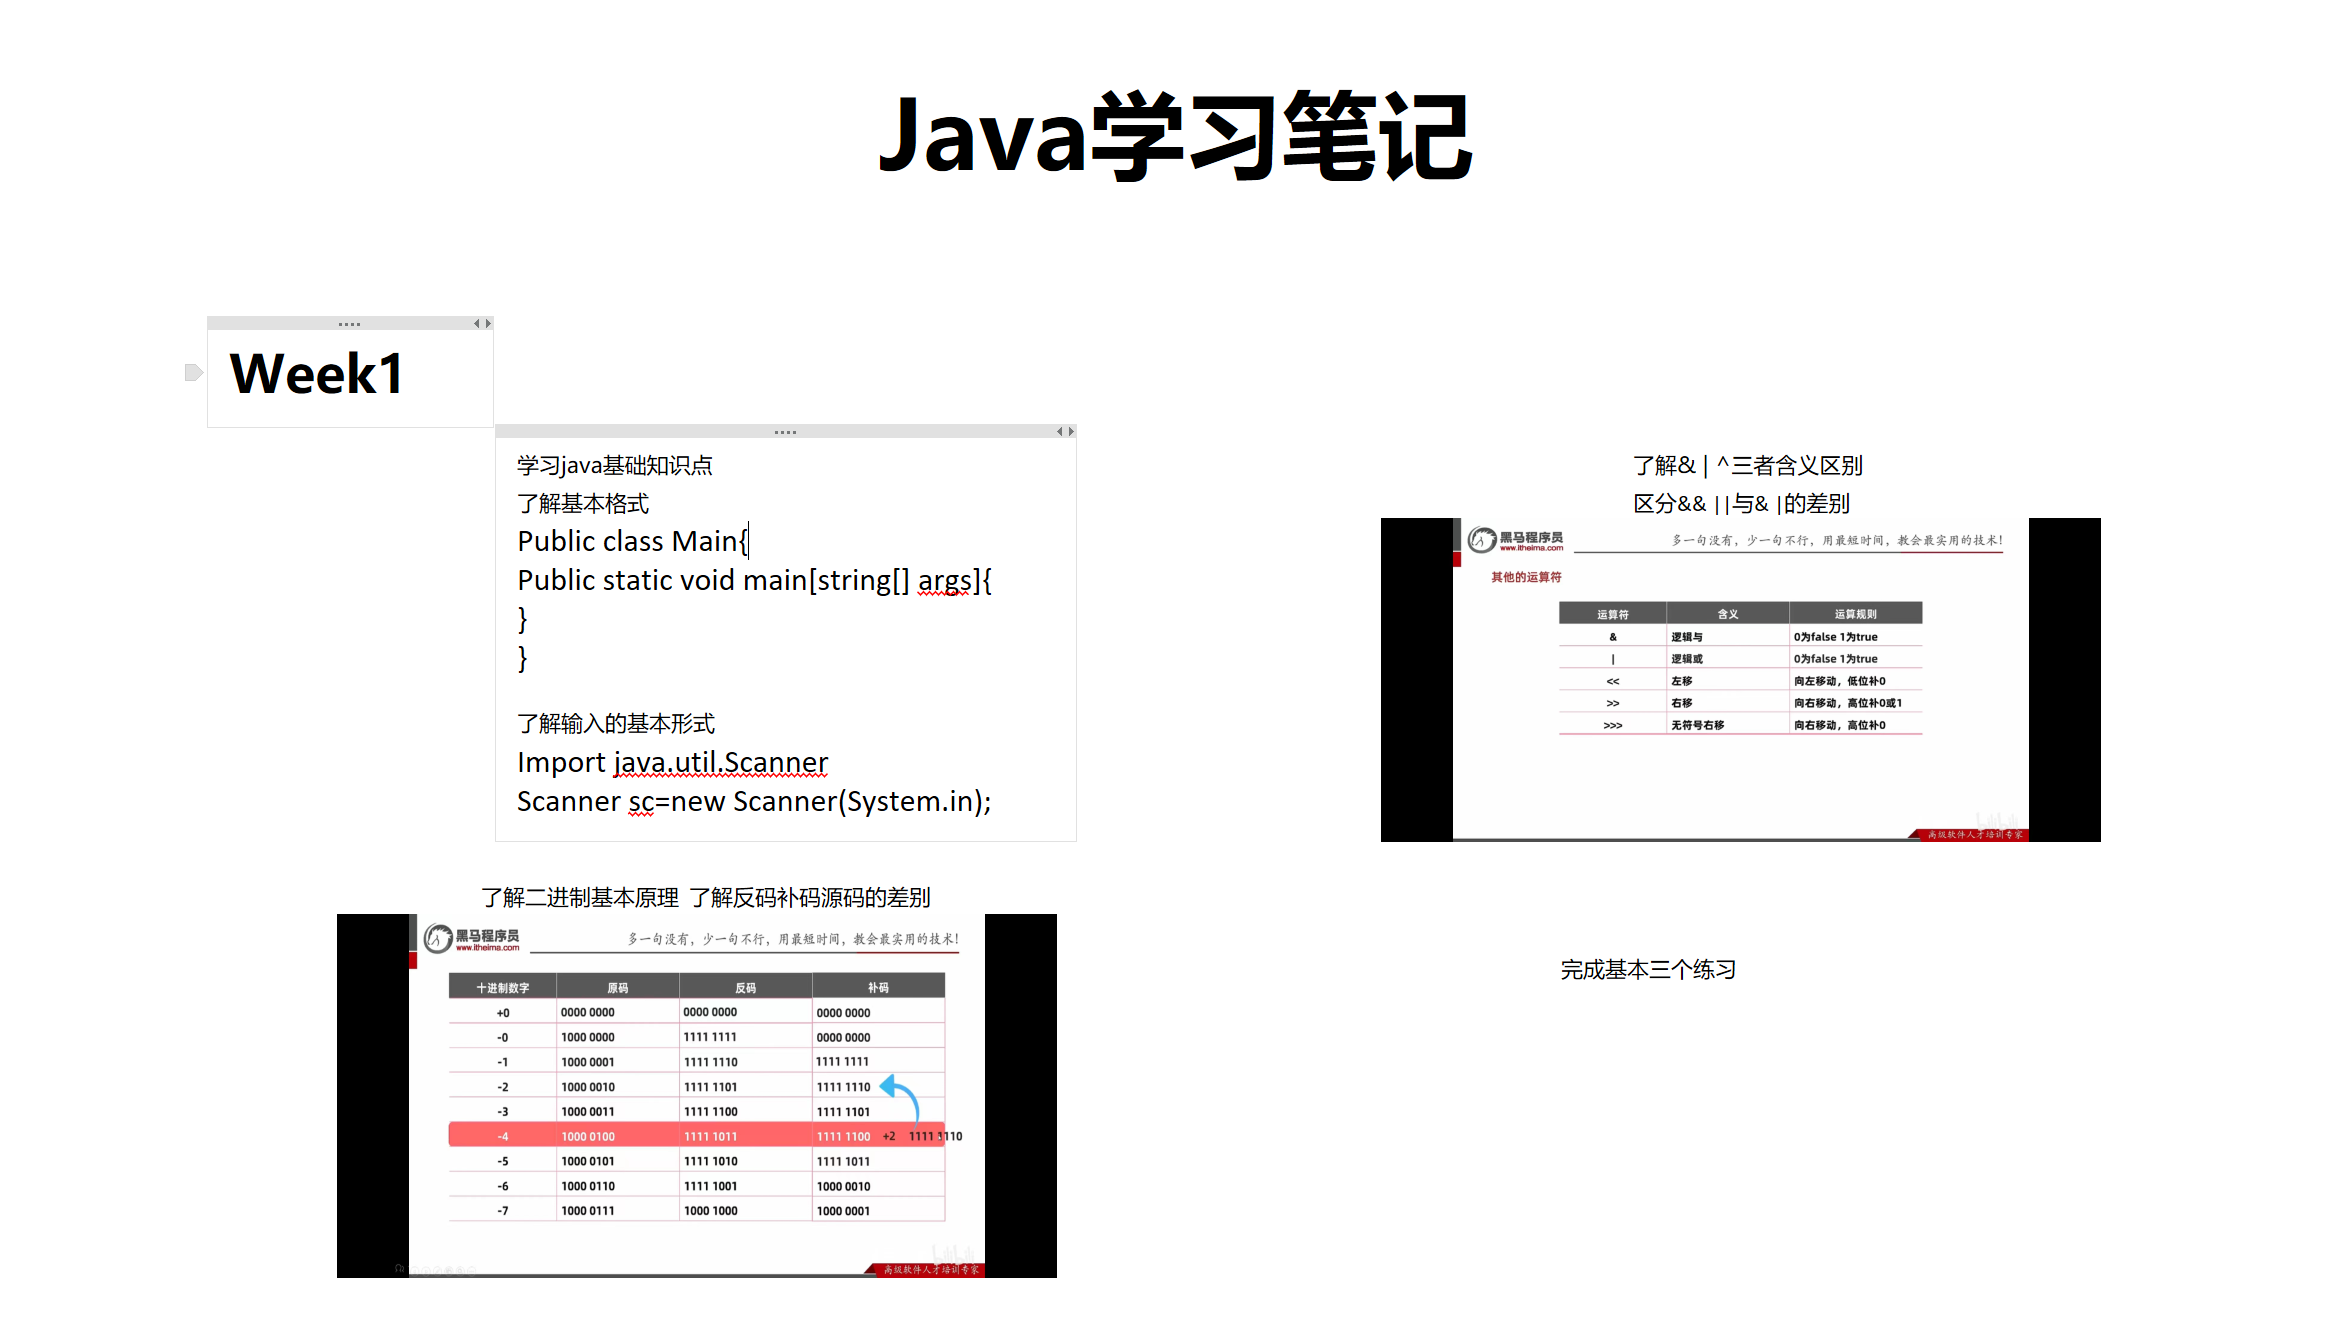 Java学习笔记
Week1
学习java基础知识点
了解基本格式
Public class Main{
Public static void main[string[] args]{
}
}
了解输入的基本形式
Import java.util.Scanner
Scanner sc=new Scanner(System.in);
了解二进制基本原理 了解反码补码源码的差别
黑马程序员
www.itheima.com
多一句没有，少一句不行，用最短时间，教会最实用的技术！
十进制数字 原码 反码 补码
+0 0000 0000 0000 0000 0000 0000
-0 1000 0000 1111 1111 0000 0000
-1 1000 0001 1111 1110 1111 1111
-2 1000 0010 1111 1101 1111 1110
-3 1000 0011 1111 1100 1111 1101
-4 1000 0100 1111 1011 1111 1100 +2 1111 1110
-5 1000 0101 1111 1010 1111 1011
-6 1000 0110 1111 1001 1000 0010
-7 1000 0111 1000 1000 1000 0001
bilibili
高级软件人才培训专家
了解& | ^三者含义区别
区分&& ||与& |的差别
黑马程序员
www.itheima.com
多一句没有，少一句不行，用最短时间，教会最实用的技术！
其他的运算符
运算符 含义 运算规则
& 逻辑与 0为false 1为true
| 逻辑或 0为false 1为true
<< 左移 向左移动，低位补0
>> 右移 向右移动，高位补0或1
>>> 无符号右移 向右移动，高位补0
bilibili
高级软件人才培训专家
完成基本三个练习